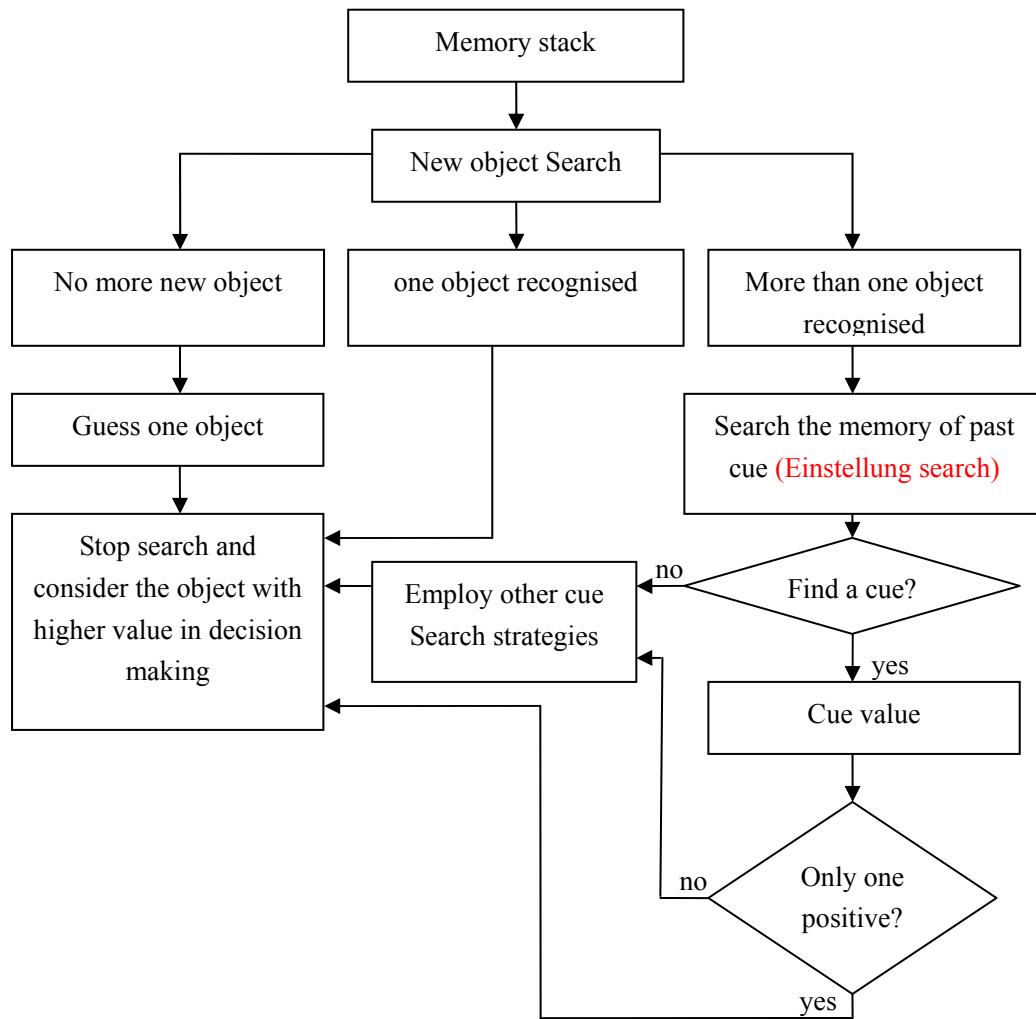 Memory stack
New object Search
No more new object
one object recognised
More than one object
recognised
Guess one object
Search the memory of past
cue (Einstellung search)
Stop search and
consider the object with
higher value in decision
making
Employ other cue
Search strategies
no
Find a cue?
yes
Cue value
no
Only one
positive?
yes